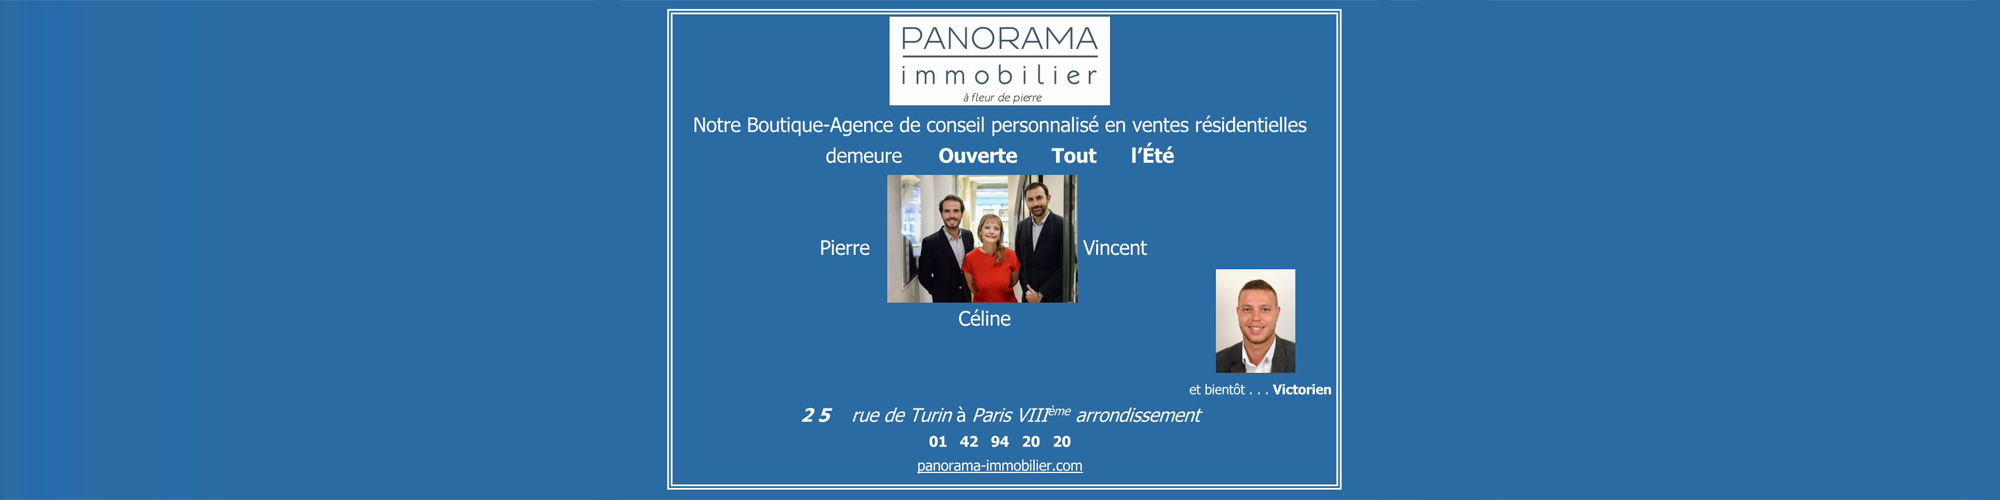 PANORAMA
immobilier
à fleur de pierre
Notre Boutique-Agence de conseil personnalisé en ventes résidentielles
demeure Ouverte Tout l’Été
Pierre
Vincent
Céline
et bientôt . . . Victorien
2 5 rue de Turin à Paris VIIIème arrondissement
01 42 94 20 20
panorama-immobilier.com